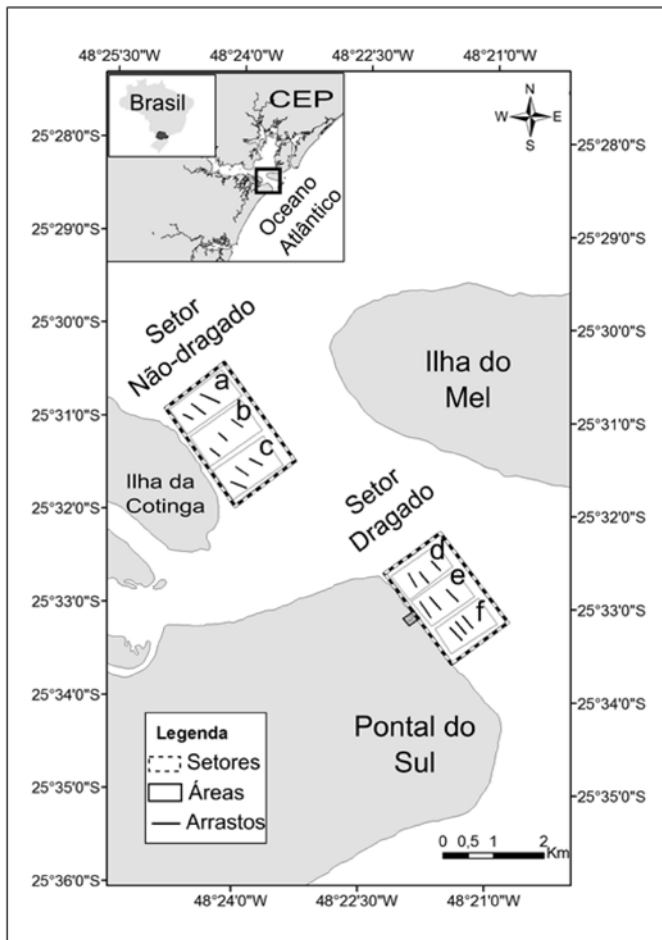 48°25'30"W 48°24'0"W 48°22'30"W 48°21'0"W
Brasil
CEP
Oceano
Atlântico
N
W E
S
25°28'0"S
25°29'0"S
25°30'0"S
25°31'0"S
25°32'0"S
25°33'0"S
25°34'0"S
25°35'0"S
25°36'0"S
25°28'0"S
25°29'0"S
25°30'0"S
25°31'0"S
25°32'0"S
25°33'0"S
25°34'0"S
25°35'0"S
Setor
Não-dragado
a
b
c
Ilha do
Mel
Ilha da
Cotinga
Setor
Dragado
d
e
f
Pontal do
Sul
Legenda
Setores
Áreas
Arrastos
0 0,5 1 2
Km
48°24'0"W 48°22'30"W 48°21'0"W